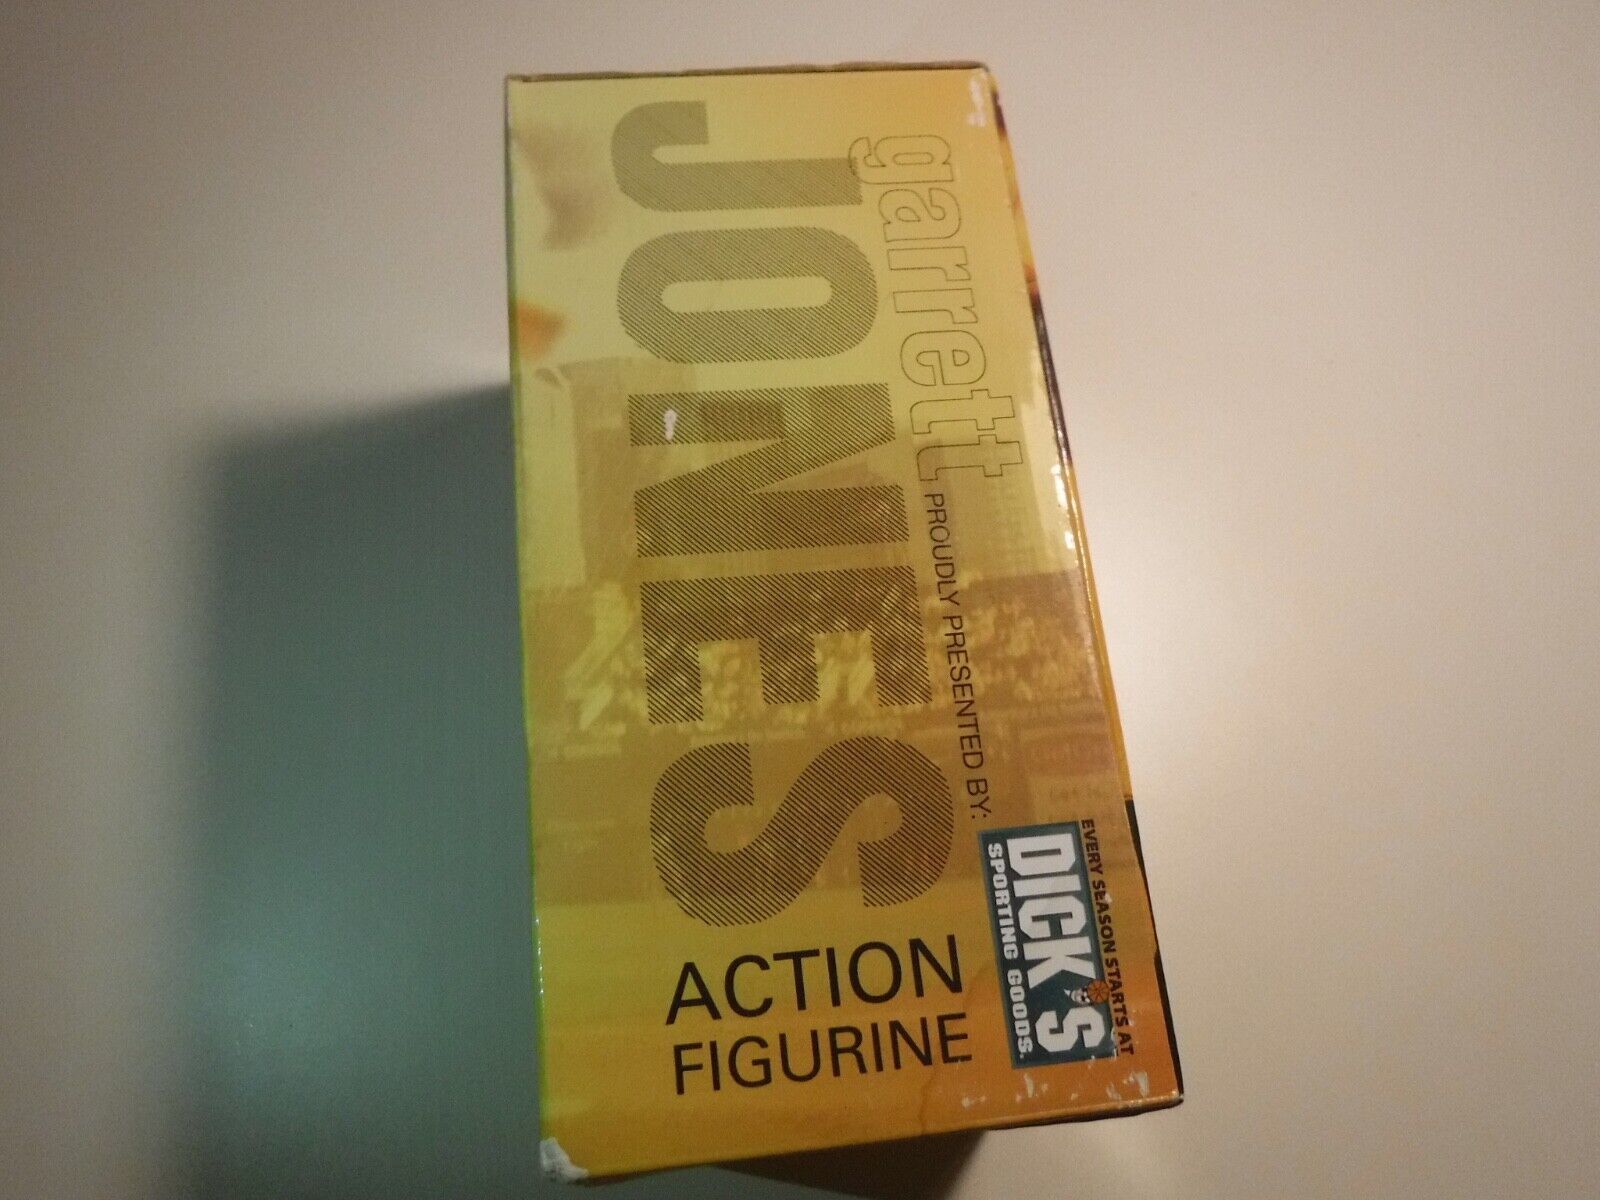 garrett
JONES
PROUDLY PRESENTED BY:
EVERY SEASON STARTS AT
DICK'S
SPORTING GOODS.
ACTION
FIGURINE